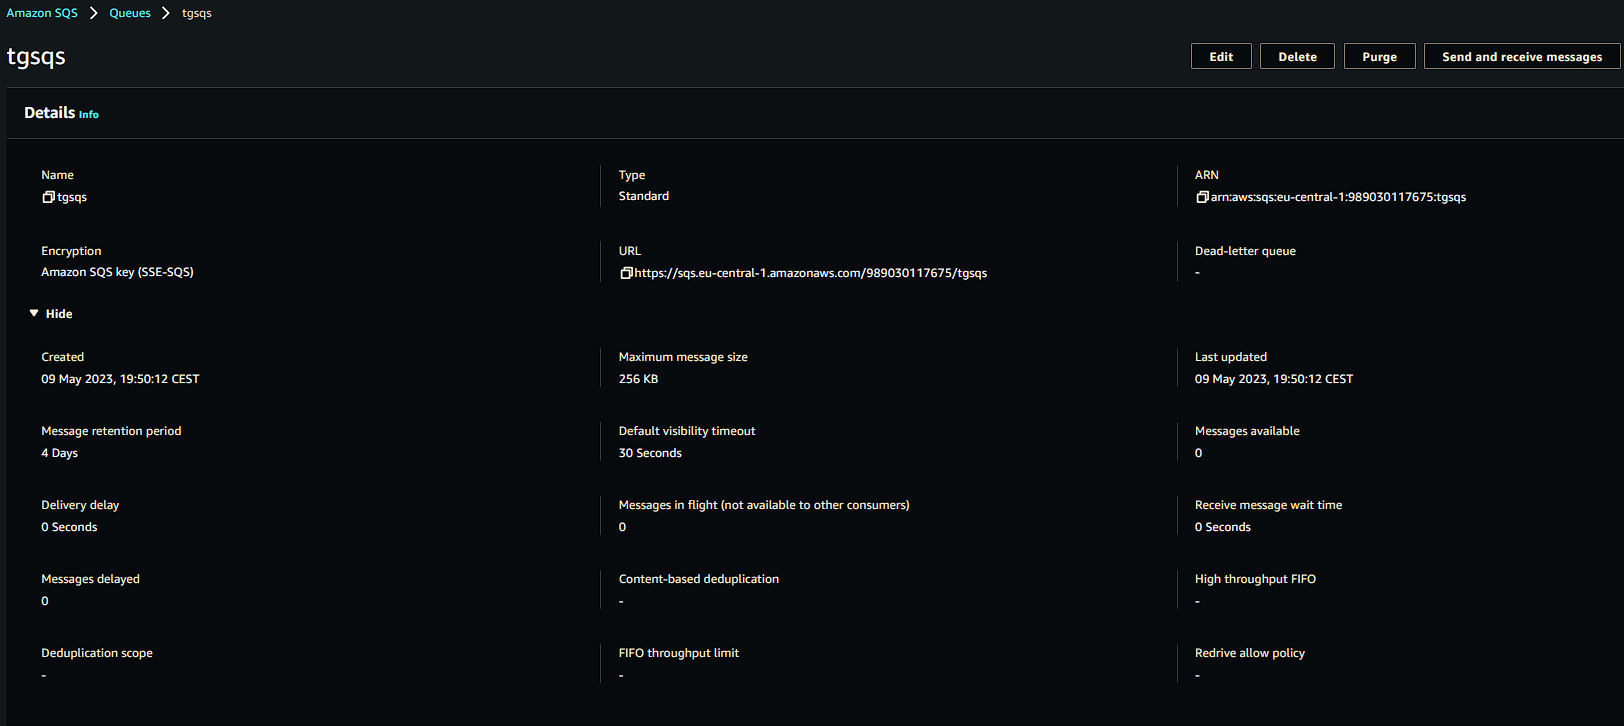 Amazon SQS > Queues > tgsqs
tgsqs
Edit Delete Purge Send and receive messages
Details Info
Name
tgsqs
Type
Standard
ARN
arn:aws:sqs:eu-central-1:989030117675:tgsqs
Encryption
Amazon SQS key (SSE-SQS)
URL
https://sqs.eu-central-1.amazonaws.com/989030117675/tgsqs
Dead-letter queue
-
Hide
Created
09 May 2023, 19:50:12 CEST
Maximum message size
256 KB
Last updated
09 May 2023, 19:50:12 CEST
Message retention period
4 Days
Default visibility timeout
30 Seconds
Messages available
0
Delivery delay
0 Seconds
Messages in flight (not available to other consumers)
0
Receive message wait time
0 Seconds
Messages delayed
0
Content-based deduplication
-
High throughput FIFO
-
Deduplication scope
-
FIFO throughput limit
-
Redrive allow policy
-